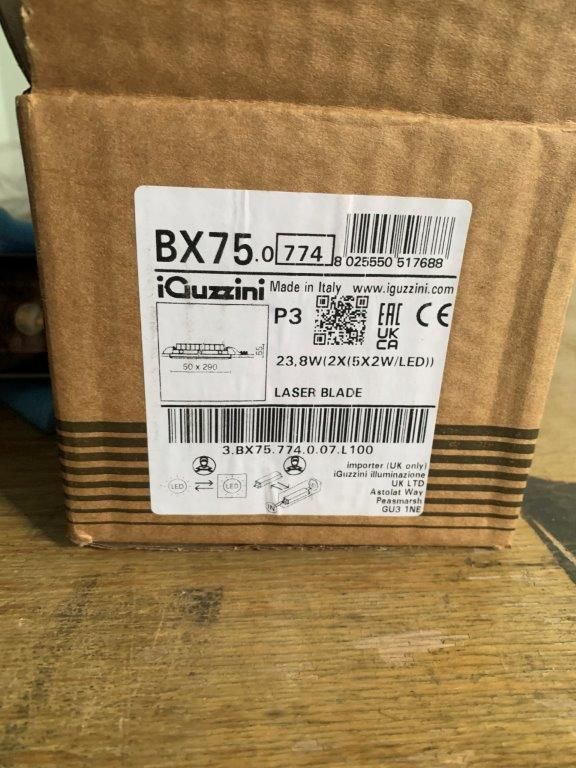 BX75.0 774
8 025550 517688
iGuzzini Made in Italy www.iguzzini.com
P3 EAC CE
UK
CA
50 x 290
65
23,8W(2X(5X2W/LED))
LASER BLADE
3.BX75.774.0.07.L100
importer (UK only)
iGuzzini illuminazione
UK LTD
Astolat Way
Peasmarsh
GU3 1NE
LED LED